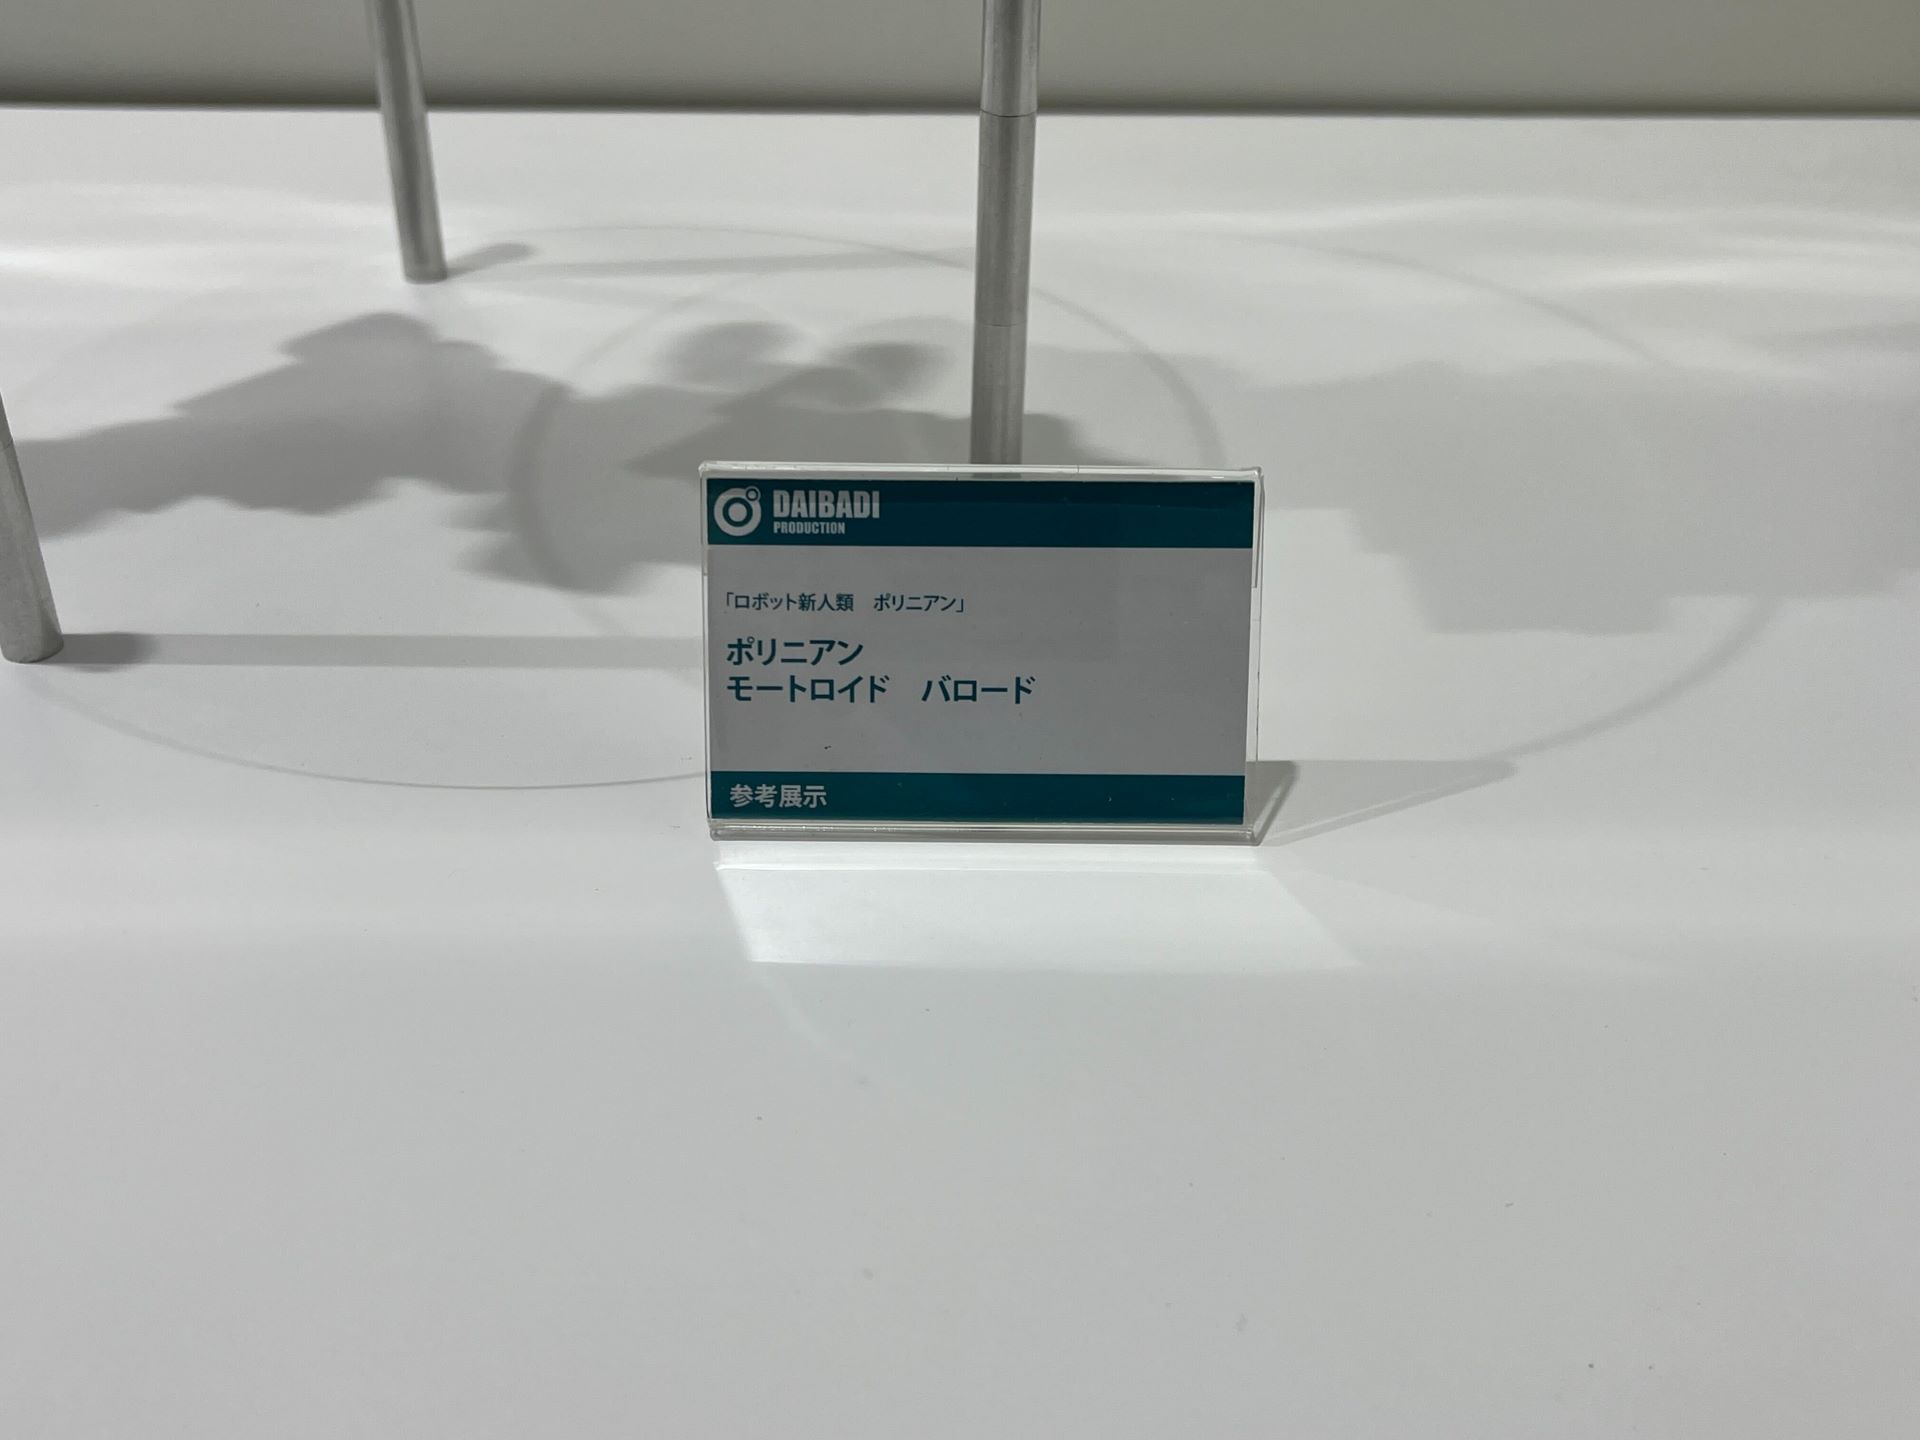 DAIBADI
PRODUCTION
「ロボット新人類　ポリニアン」
ポリニアン
モートロイド　バロード
参考展示